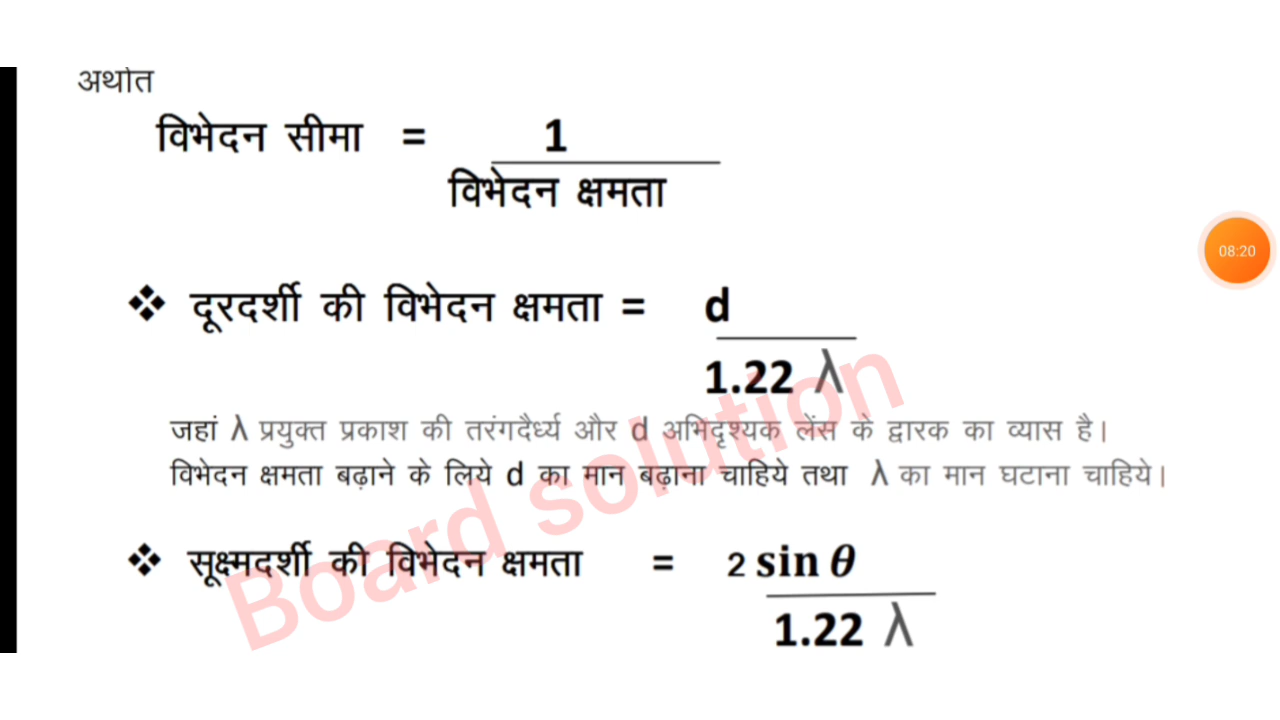 अर्थात
विभेदन सीमा = 1
विभेदन क्षमता
08:20
❖ दूरदर्शी की विभेदन क्षमता = d
1.22 λ
जहां λ प्रयुक्त प्रकाश की तरंगदैर्ध्य और d अभिदृश्यक लेंस के द्वारक का व्यास है।
विभेदन क्षमता बढ़ाने के लिये d का मान बढ़ाना चाहिये तथा λ का मान घटाना चाहिये।
❖ सूक्ष्मदर्शी की विभेदन क्षमता = 2 sin θ
1.22 λ
Board solution